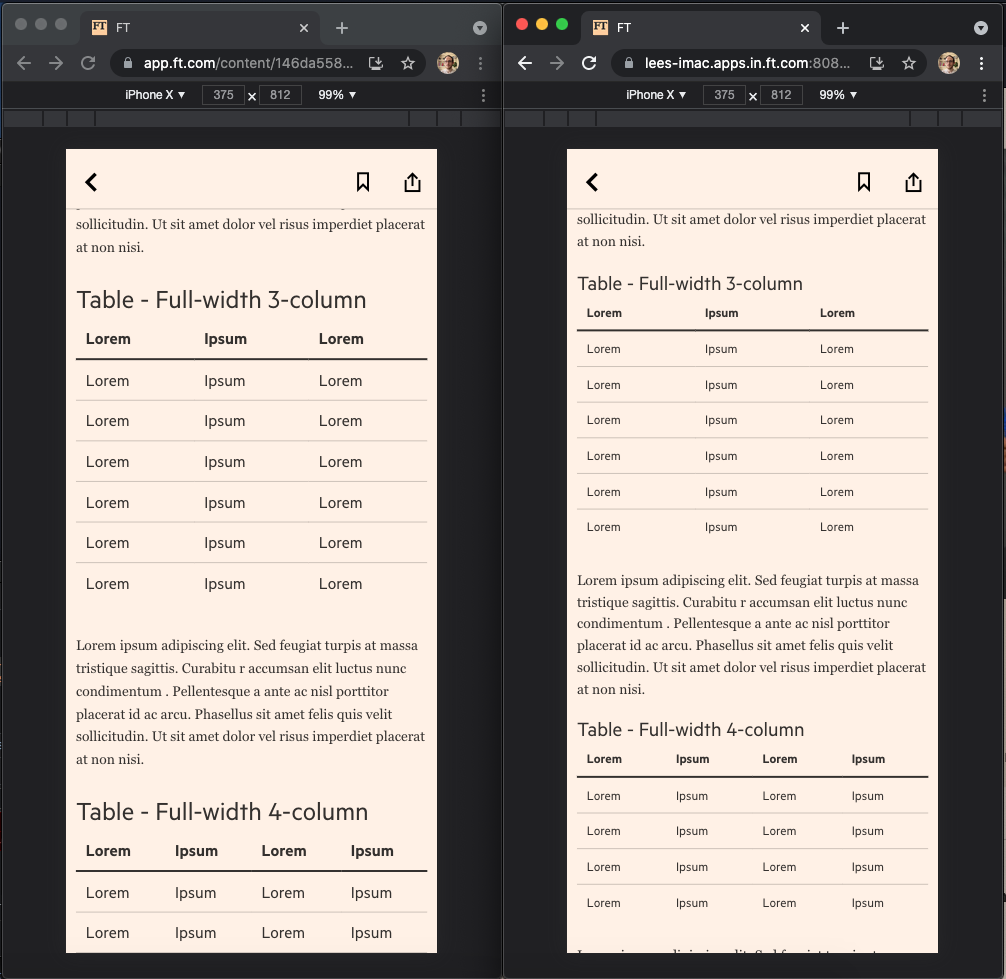 FT FT
app.ft.com/content/146da558...
iPhone X ▼ 375 × 812 99% ▼
sollicitudin. Ut sit amet dolor vel risus imperdiet placerat
at non nisi.
Table - Full-width 3-column
Lorem Ipsum Lorem
Lorem Ipsum Lorem
Lorem Ipsum Lorem
Lorem Ipsum Lorem
Lorem Ipsum Lorem
Lorem Ipsum Lorem
Lorem Ipsum Lorem
Lorem ipsum adipiscing elit. Sed feugiat turpis at massa
tristique sagittis. Curabitu r accumsan elit luctus nunc
condimentum . Pellentesque a ante ac nisl porttitor
placerat id ac arcu. Phasellus sit amet felis quis velit
sollicitudin. Ut sit amet dolor vel risus imperdiet placerat
at non nisi.
Table - Full-width 4-column
Lorem Ipsum Lorem Ipsum
Lorem Ipsum Lorem Ipsum
Lorem Ipsum Lorem Ipsum
FT FT
lees-imac.apps.in.ft.com:808...
iPhone X ▼ 375 × 812 99% ▼
sollicitudin. Ut sit amet dolor vel risus imperdiet placerat
at non nisi.
Table - Full-width 3-column
Lorem Ipsum Lorem
Lorem Ipsum Lorem
Lorem Ipsum Lorem
Lorem Ipsum Lorem
Lorem Ipsum Lorem
Lorem Ipsum Lorem
Lorem Ipsum Lorem
Lorem ipsum adipiscing elit. Sed feugiat turpis at massa
tristique sagittis. Curabitu r accumsan elit luctus nunc
condimentum . Pellentesque a ante ac nisl porttitor
placerat id ac arcu. Phasellus sit amet felis quis velit
sollicitudin. Ut sit amet dolor vel risus imperdiet placerat
at non nisi.
Table - Full-width 4-column
Lorem Ipsum Lorem Ipsum
Lorem Ipsum Lorem Ipsum
Lorem Ipsum Lorem Ipsum
Lorem Ipsum Lorem Ipsum
Lorem Ipsum Lorem Ipsum